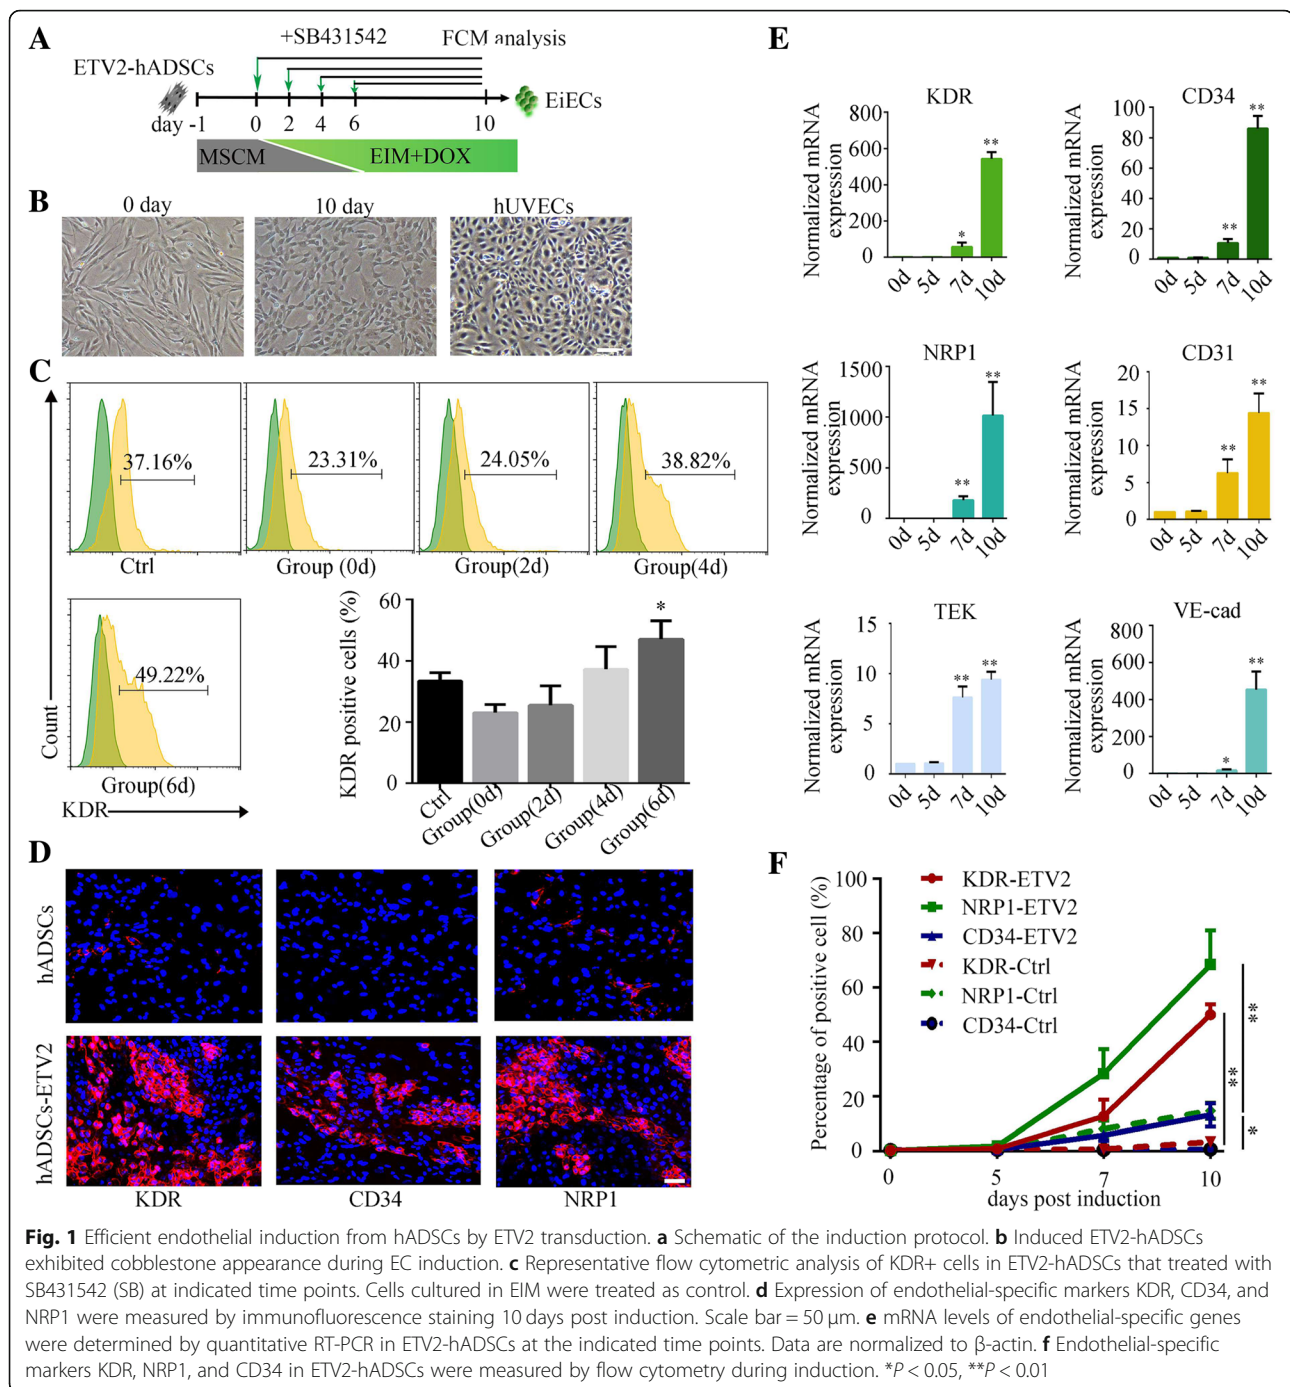 A
+SB431542
FCM analysis
ETV2-hADSCs
EiECs
day -1 0 2 4 6 10
MSCM
EIM+DOX
B
0 day
10 day
hUVECs
C
37.16%
23.31%
24.05%
38.82%
Ctrl
Group (0d)
Group(2d)
Group(4d)
49.22%
Group(6d)
Count
KDR
KDR positive cells (%)
60
40
20
0
*
Ctrl
Group(0d)
Group(2d)
Group(4d)
Group(6d)
D
hADSCs
hADSCs-ETV2
KDR
CD34
NRP1
E
KDR
Normalized mRNA
expression
800
600
400
200
0
*
**
0d
5d
7d
10d
CD34
Normalized mRNA
expression
100
80
60
40
20
0
**
**
0d
5d
7d
10d
NRP1
Normalized mRNA
expression
1500
1000
500
0
**
**
0d
5d
7d
10d
CD31
Normalized mRNA
expression
20
15
10
5
0
**
**
0d
5d
7d
10d
TEK
Normalized mRNA
expression
15
10
5
0
**
**
0d
5d
7d
10d
VE-cad
Normalized mRNA
expression
800
600
400
200
0
*
**
0d
5d
7d
10d
F
Percentage of positive cell (%)
100
80
60
40
20
0
KDR-ETV2
NRP1-ETV2
CD34-ETV2
KDR-Ctrl
NRP1-Ctrl
CD34-Ctrl
**
**
*
0 5 7 10
days post induction
Fig. 1 Efficient endothelial induction from hADSCs by ETV2 transduction. a Schematic of the induction protocol. b Induced ETV2-hADSCs
exhibited cobblestone appearance during EC induction. c Representative flow cytometric analysis of KDR+ cells in ETV2-hADSCs that treated with
SB431542 (SB) at indicated time points. Cells cultured in EIM were treated as control. d Expression of endothelial-specific markers KDR, CD34, and
NRP1 were measured by immunofluorescence staining 10 days post induction. Scale bar = 50 μm. e mRNA levels of endothelial-specific genes
were determined by quantitative RT-PCR in ETV2-hADSCs at the indicated time points. Data are normalized to β-actin. f Endothelial-specific
markers KDR, NRP1, and CD34 in ETV2-hADSCs were measured by flow cytometry during induction. *P < 0.05, **P < 0.01